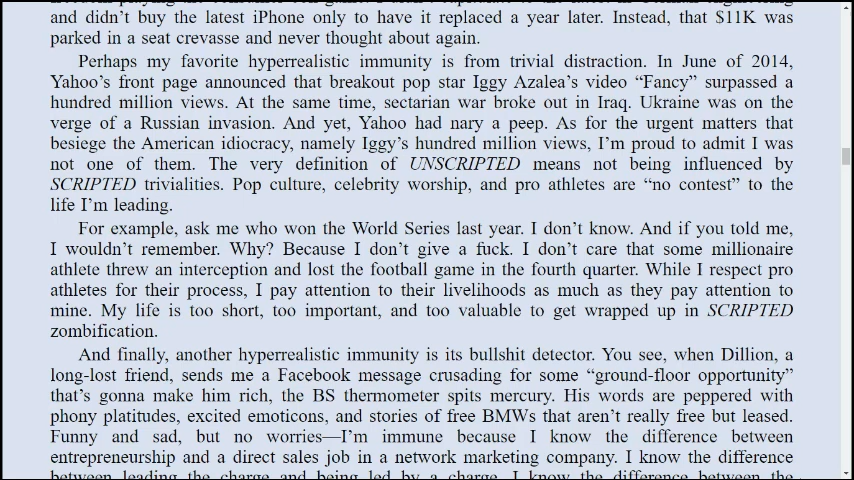 and didn't buy the latest iPhone only to have it replaced a year later. Instead, that $11K was
parked in a seat crevasse and never thought about again.
Perhaps my favorite hyperrealistic immunity is from trivial distraction. In June of 2014,
Yahoo's front page announced that breakout pop star Iggy Azalea's video “Fancy” surpassed a
hundred million views. At the same time, sectarian war broke out in Iraq. Ukraine was on the
verge of a Russian invasion. And yet, Yahoo had nary a peep. As for the urgent matters that
besiege the American idiocracy, namely Iggy's hundred million views, I'm proud to admit I was
not one of them. The very definition of UNSCRIPTED means not being influenced by
SCRIPTED trivialities. Pop culture, celebrity worship, and pro athletes are “no contest” to the
life I'm leading.
For example, ask me who won the World Series last year. I don't know. And if you told me,
I wouldn't remember. Why? Because I don't give a fuck. I don't care that some millionaire
athlete threw an interception and lost the football game in the fourth quarter. While I respect pro
athletes for their process, I pay attention to their livelihoods as much as they pay attention to
mine. My life is too short, too important, and too valuable to get wrapped up in SCRIPTED
zombification.
And finally, another hyperrealistic immunity is its bullshit detector. You see, when Dillion, a
long-lost friend, sends me a Facebook message crusading for some “ground-floor opportunity”
that's gonna make him rich, the BS thermometer spits mercury. His words are peppered with
phony platitudes, excited emoticons, and stories of free BMWs that aren't really free but leased.
Funny and sad, but no worries—I'm immune because I know the difference between
entrepreneurship and a direct sales job in a network marketing company. I know the difference
between leading the charge and being led by a charge. I know the difference between the